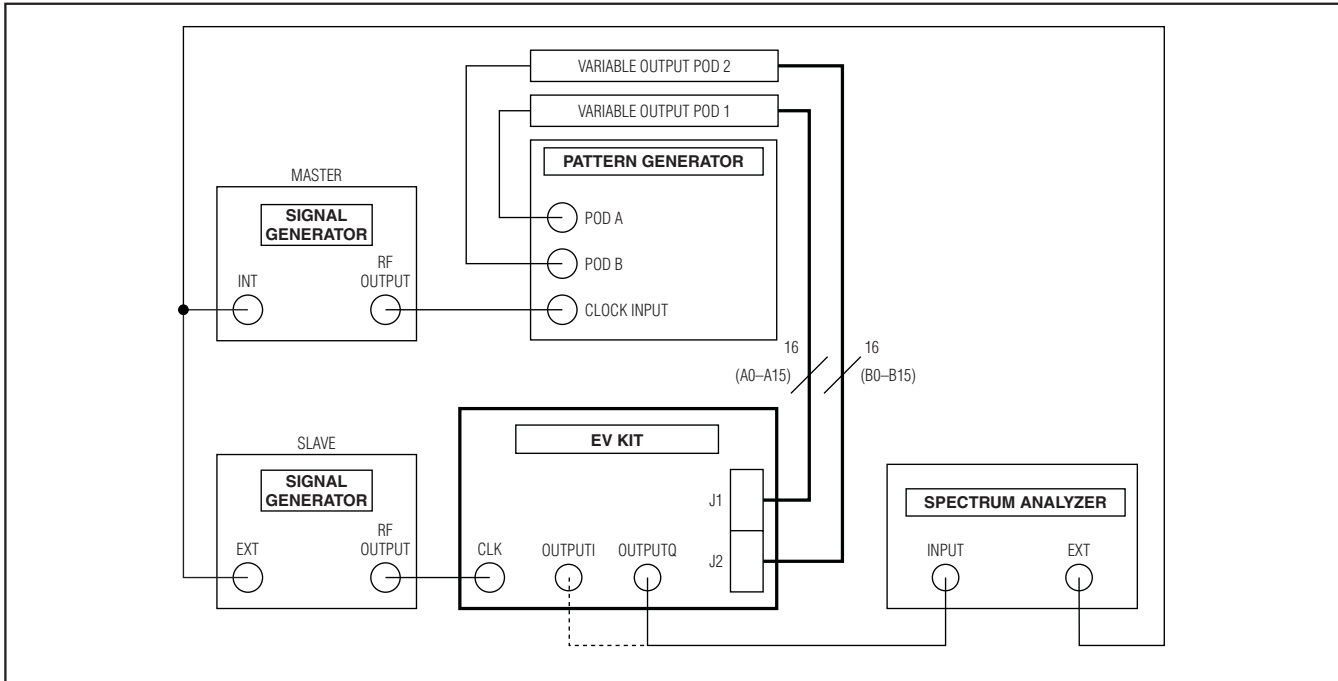 VARIABLE OUTPUT POD 2
VARIABLE OUTPUT POD 1
PATTERN GENERATOR
POD A
POD B
CLOCK INPUT
MASTER
SIGNAL
GENERATOR
INT
RF
OUTPUT
16
(A0–A15)
16
(B0–B15)
SLAVE
SIGNAL
GENERATOR
EXT
RF
OUTPUT
EV KIT
J1
J2
CLK
OUTPUTI
OUTPUTQ
SPECTRUM ANALYZER
INPUT
EXT